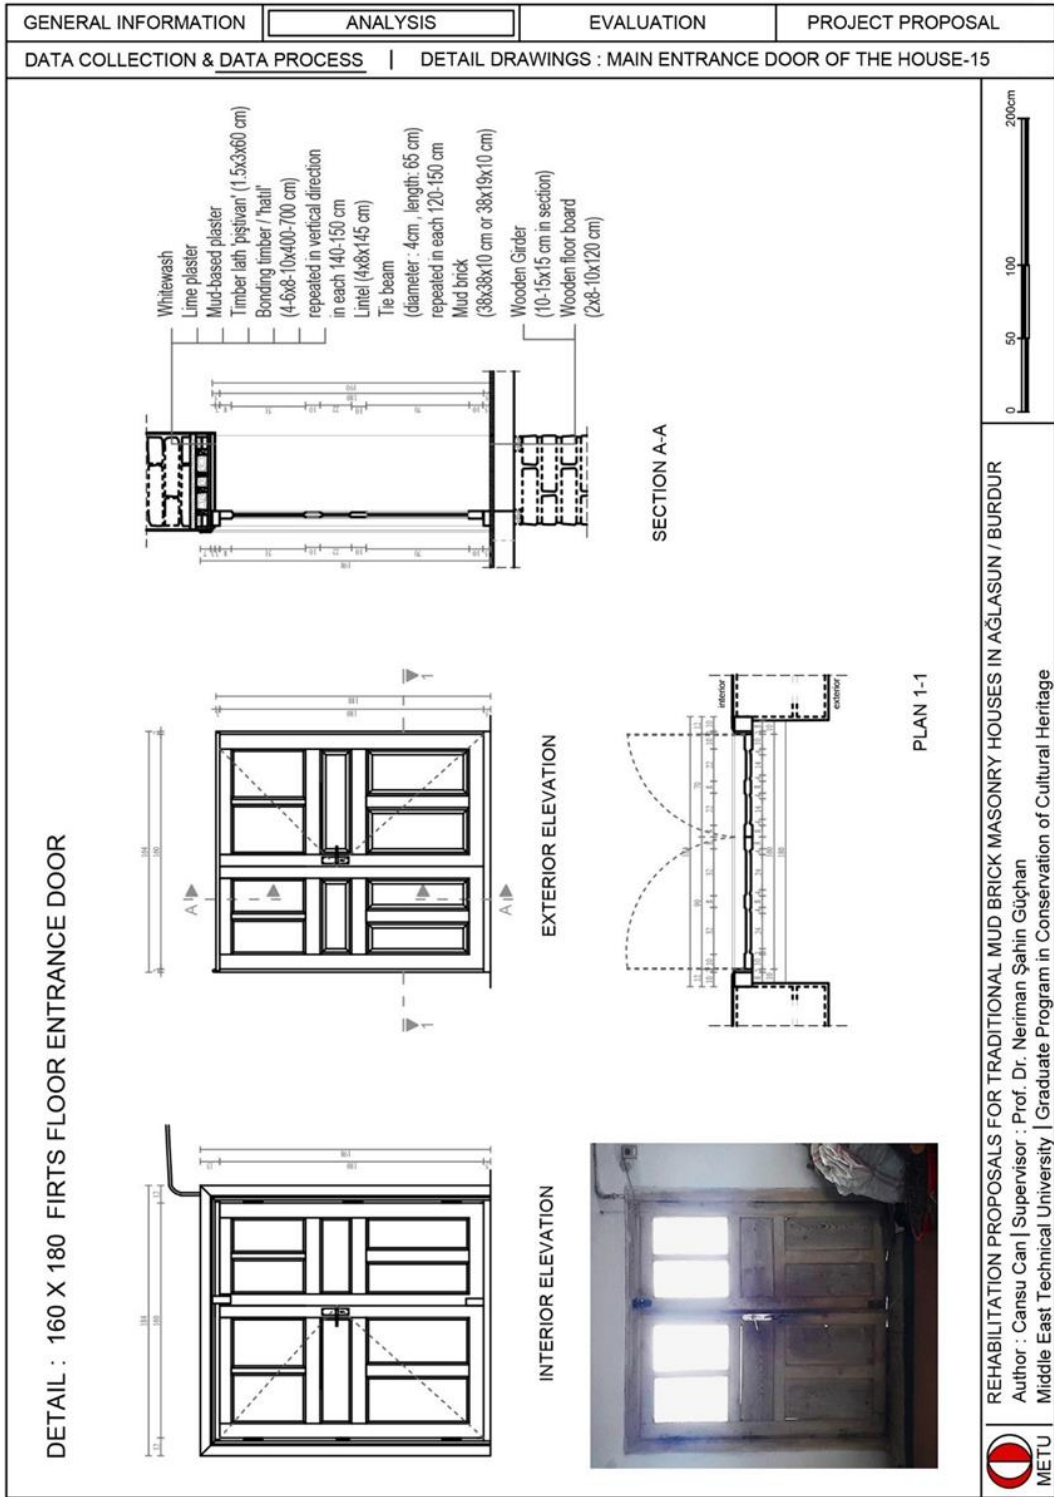 GENERAL INFORMATION
ANALYSIS
EVALUATION
PROJECT PROPOSAL
DATA COLLECTION & DATA PROCESS | DETAIL DRAWINGS : MAIN ENTRANCE DOOR OF THE HOUSE-15
DETAIL : 160 X 180 FIRTS FLOOR ENTRANCE DOOR
INTERIOR ELEVATION
EXTERIOR ELEVATION
A
A
1
1
SECTION A-A
Whitewash
Lime plaster
Mud-based plaster
Timber lath 'piştivan' (1.5x3x60 cm)
Bonding timber / 'hatıl'
(4-6x8-10x400-700 cm)
repeated in vertical direction
in each 140-150 cm
Lintel (4x8x145 cm)
Tie beam
(diameter : 4cm , length: 65 cm)
repeated in each 120-150 cm
Mud brick
(38x38x10 cm or 38x19x10 cm)
Wooden Girder
(10-15x15 cm in section)
Wooden floor board
(2x8-10x120 cm)
interior
exterior
PLAN 1-1
0 50 100 200cm
REHABILITATION PROPOSALS FOR TRADITIONAL MUD BRICK MASONRY HOUSES IN AĞLASUN / BURDUR
Author : Cansu Can | Supervisor : Prof. Dr. Neriman Şahin Güçhan
METU Middle East Technical University | Graduate Program in Conservation of Cultural Heritage